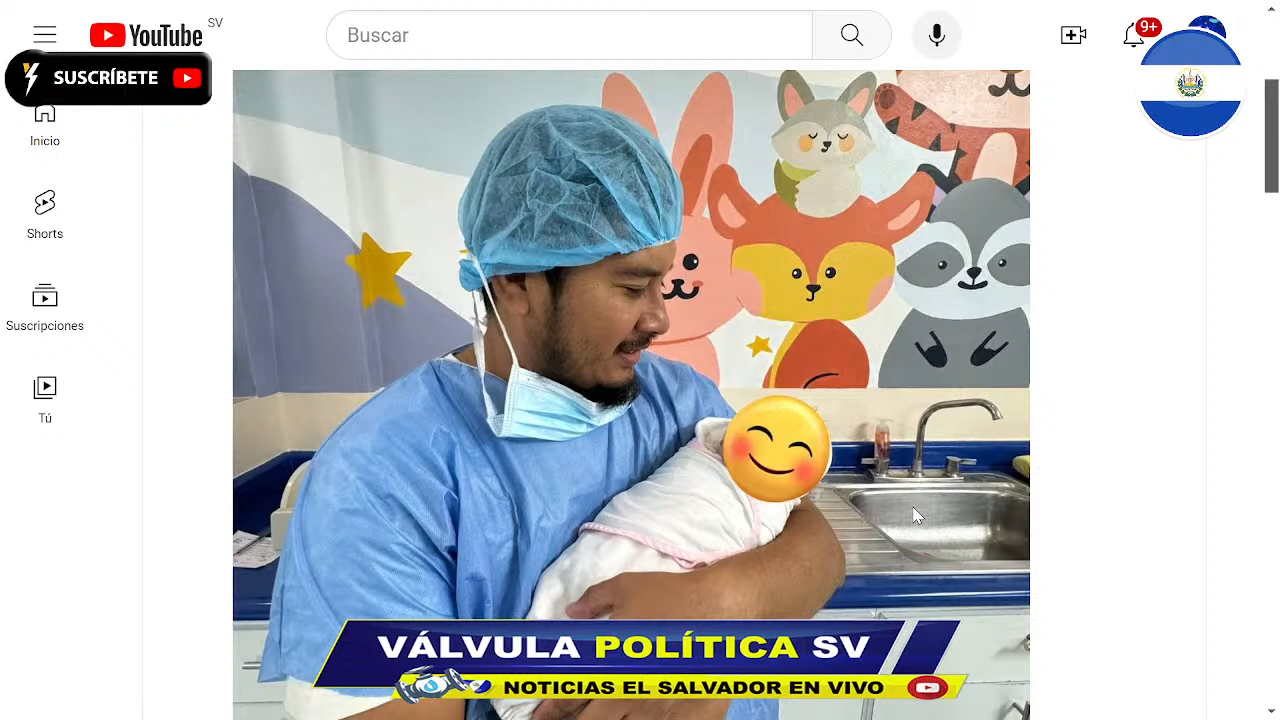 YouTube SV
Buscar
9+
SUSCRÍBETE
Inicio
Shorts
Suscripciones
Tú
VÁLVULA POLÍTICA SV
NOTICIAS EL SALVADOR EN VIVO